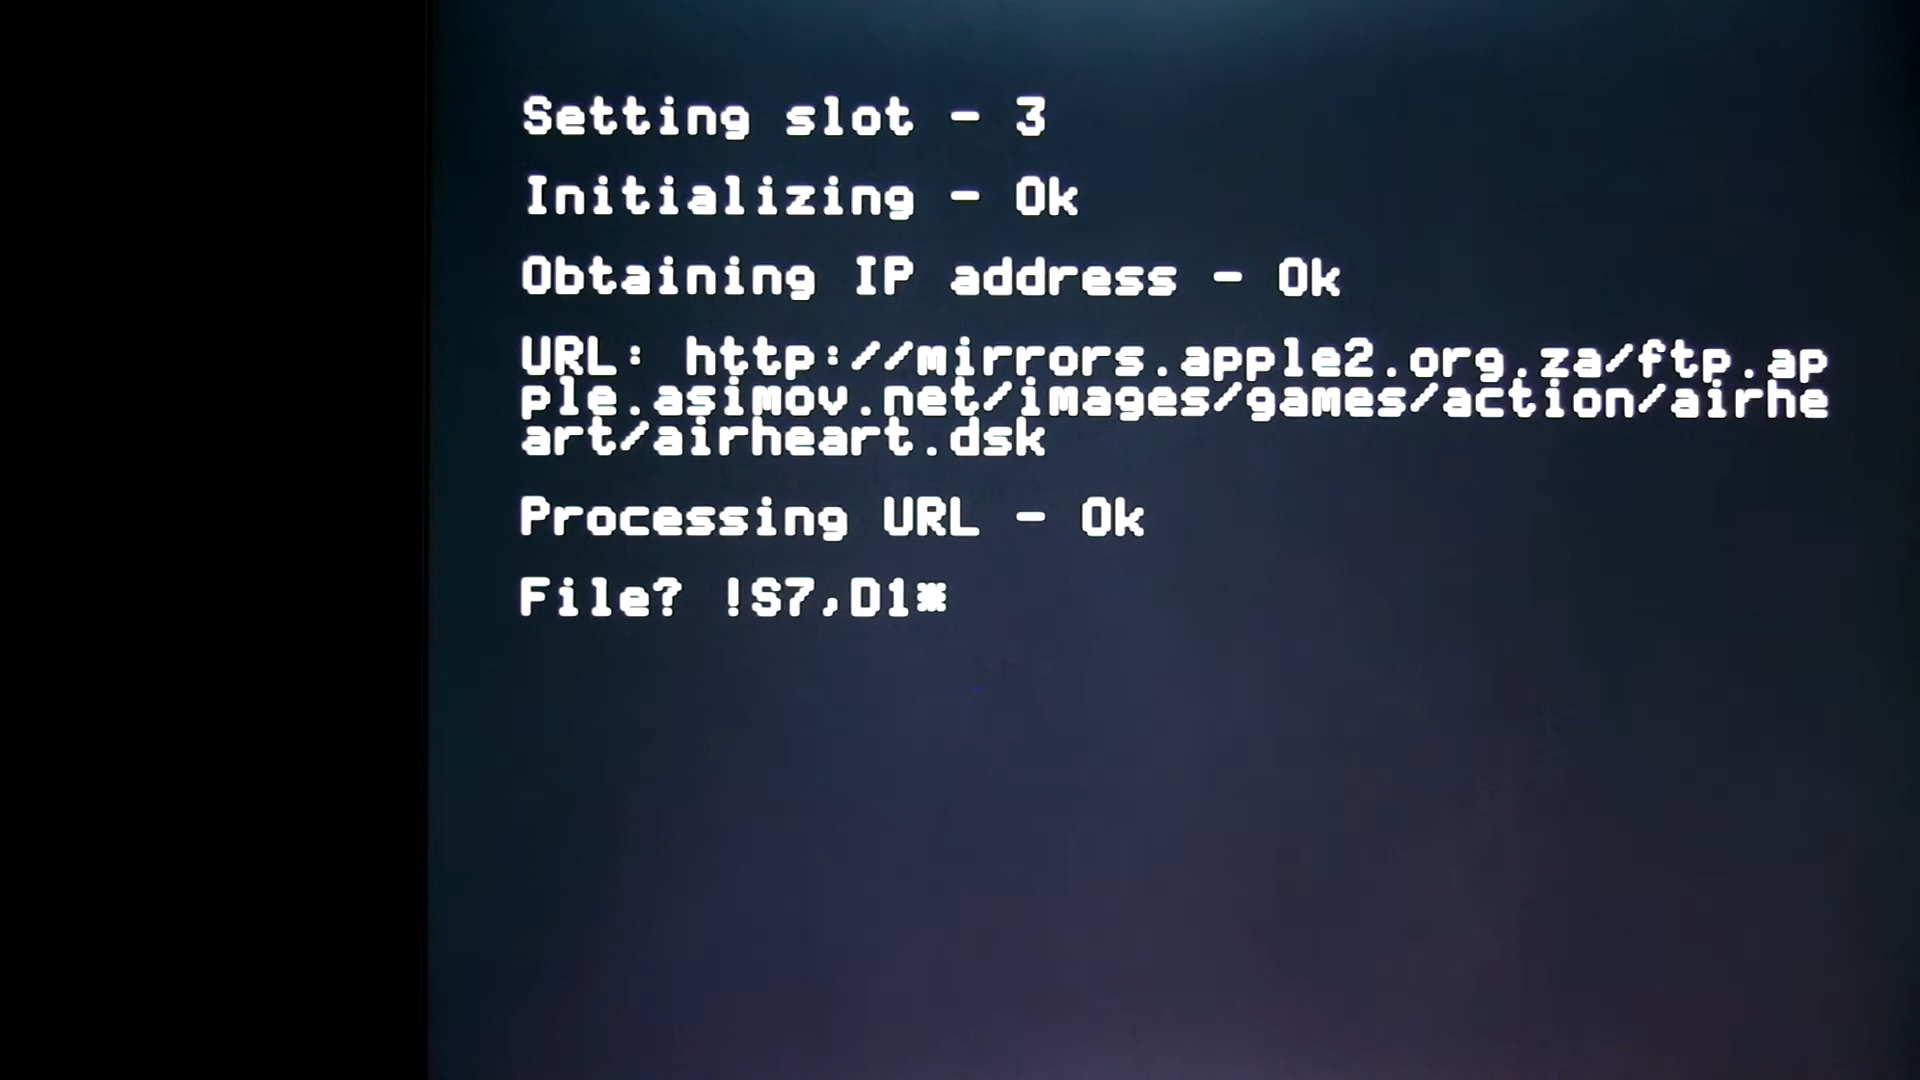 Setting slot - 3
Initializing - Ok
Obtaining IP address - Ok
URL: http://mirrors.apple2.org.za/ftp.ap
ple.asimov.net/images/games/action/airhe
art/airheart.dsk
Processing URL - Ok
File? !S7,D1